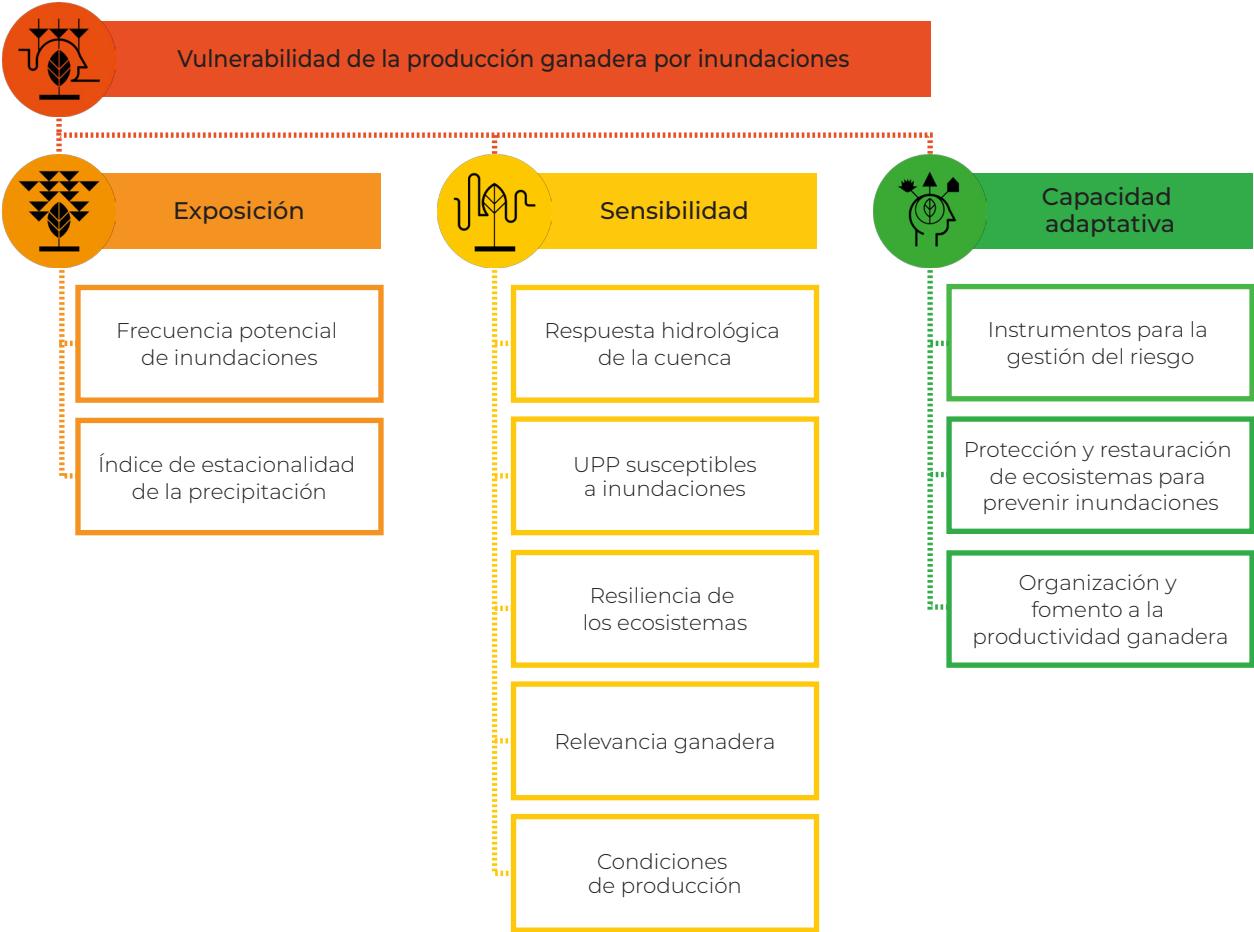 Vulnerabilidad de la producción ganadera por inundaciones
Exposición
Frecuencia potencial
de inundaciones
Índice de estacionalidad
de la precipitación
Sensibilidad
Respuesta hidrológica
de la cuenca
UPP susceptibles
a inundaciones
Resiliencia de
los ecosistemas
Relevancia ganadera
Condiciones
de producción
Capacidad
adaptativa
Instrumentos para la
gestión del riesgo
Protección y restauración
de ecosistemas para
prevenir inundaciones
Organización y
fomento a la
productividad ganadera